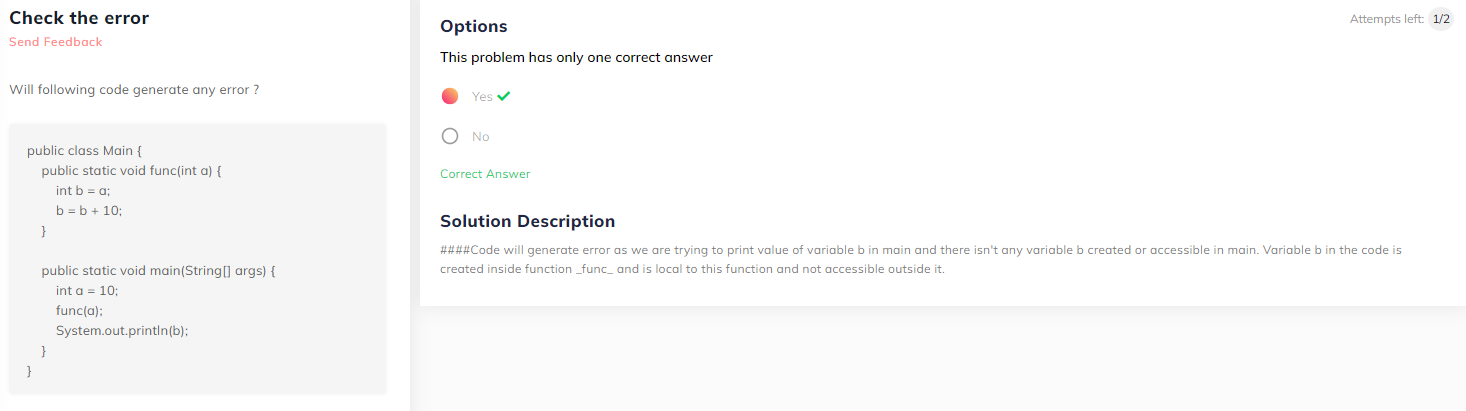 Check the error
Send Feedback
Will following code generate any error ?
public class Main {
    public static void func(int a) {
        int b = a;
        b = b + 10;
    }
    public static void main(String[] args) {
        int a = 10;
        func(a);
        System.out.println(b);
    }
}
Options
Attempts left: 1/2
This problem has only one correct answer
Yes
No
Correct Answer
Solution Description
####Code will generate error as we are trying to print value of variable b in main and there isn't any variable b created or accessible in main. Variable b in the code is
created inside function _func_ and is local to this function and not accessible outside it.